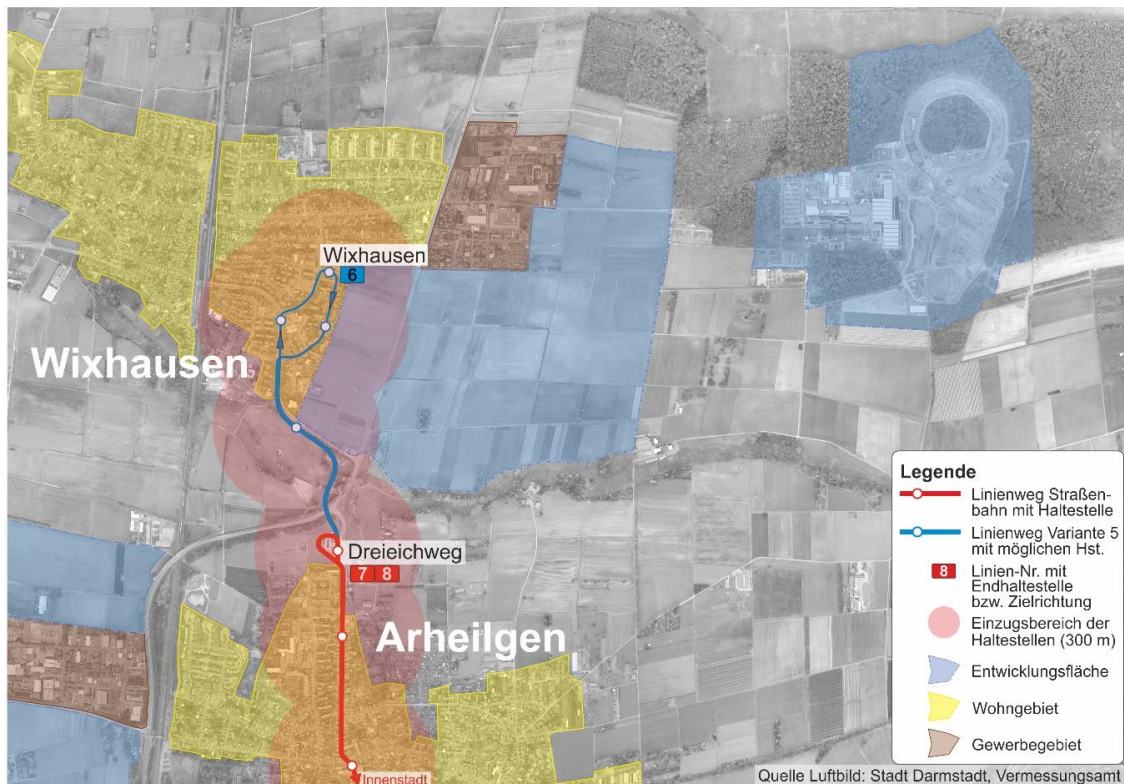 Wixhausen
6
Wixhausen
Dreieichweg
7 8
Arheilgen
Innenstadt
Legende
Linienweg Straßen-
bahn mit Haltestelle
Linienweg Variante 5
mit möglichen Hst.
8
Linien-Nr. mit
Endhaltestelle
bzw. Zielrichtung
Einzugsbereich der
Haltestellen (300 m)
Entwicklungsfläche
Wohngebiet
Gewerbegebiet
Quelle Luftbild: Stadt Darmstadt, Vermessungsamt